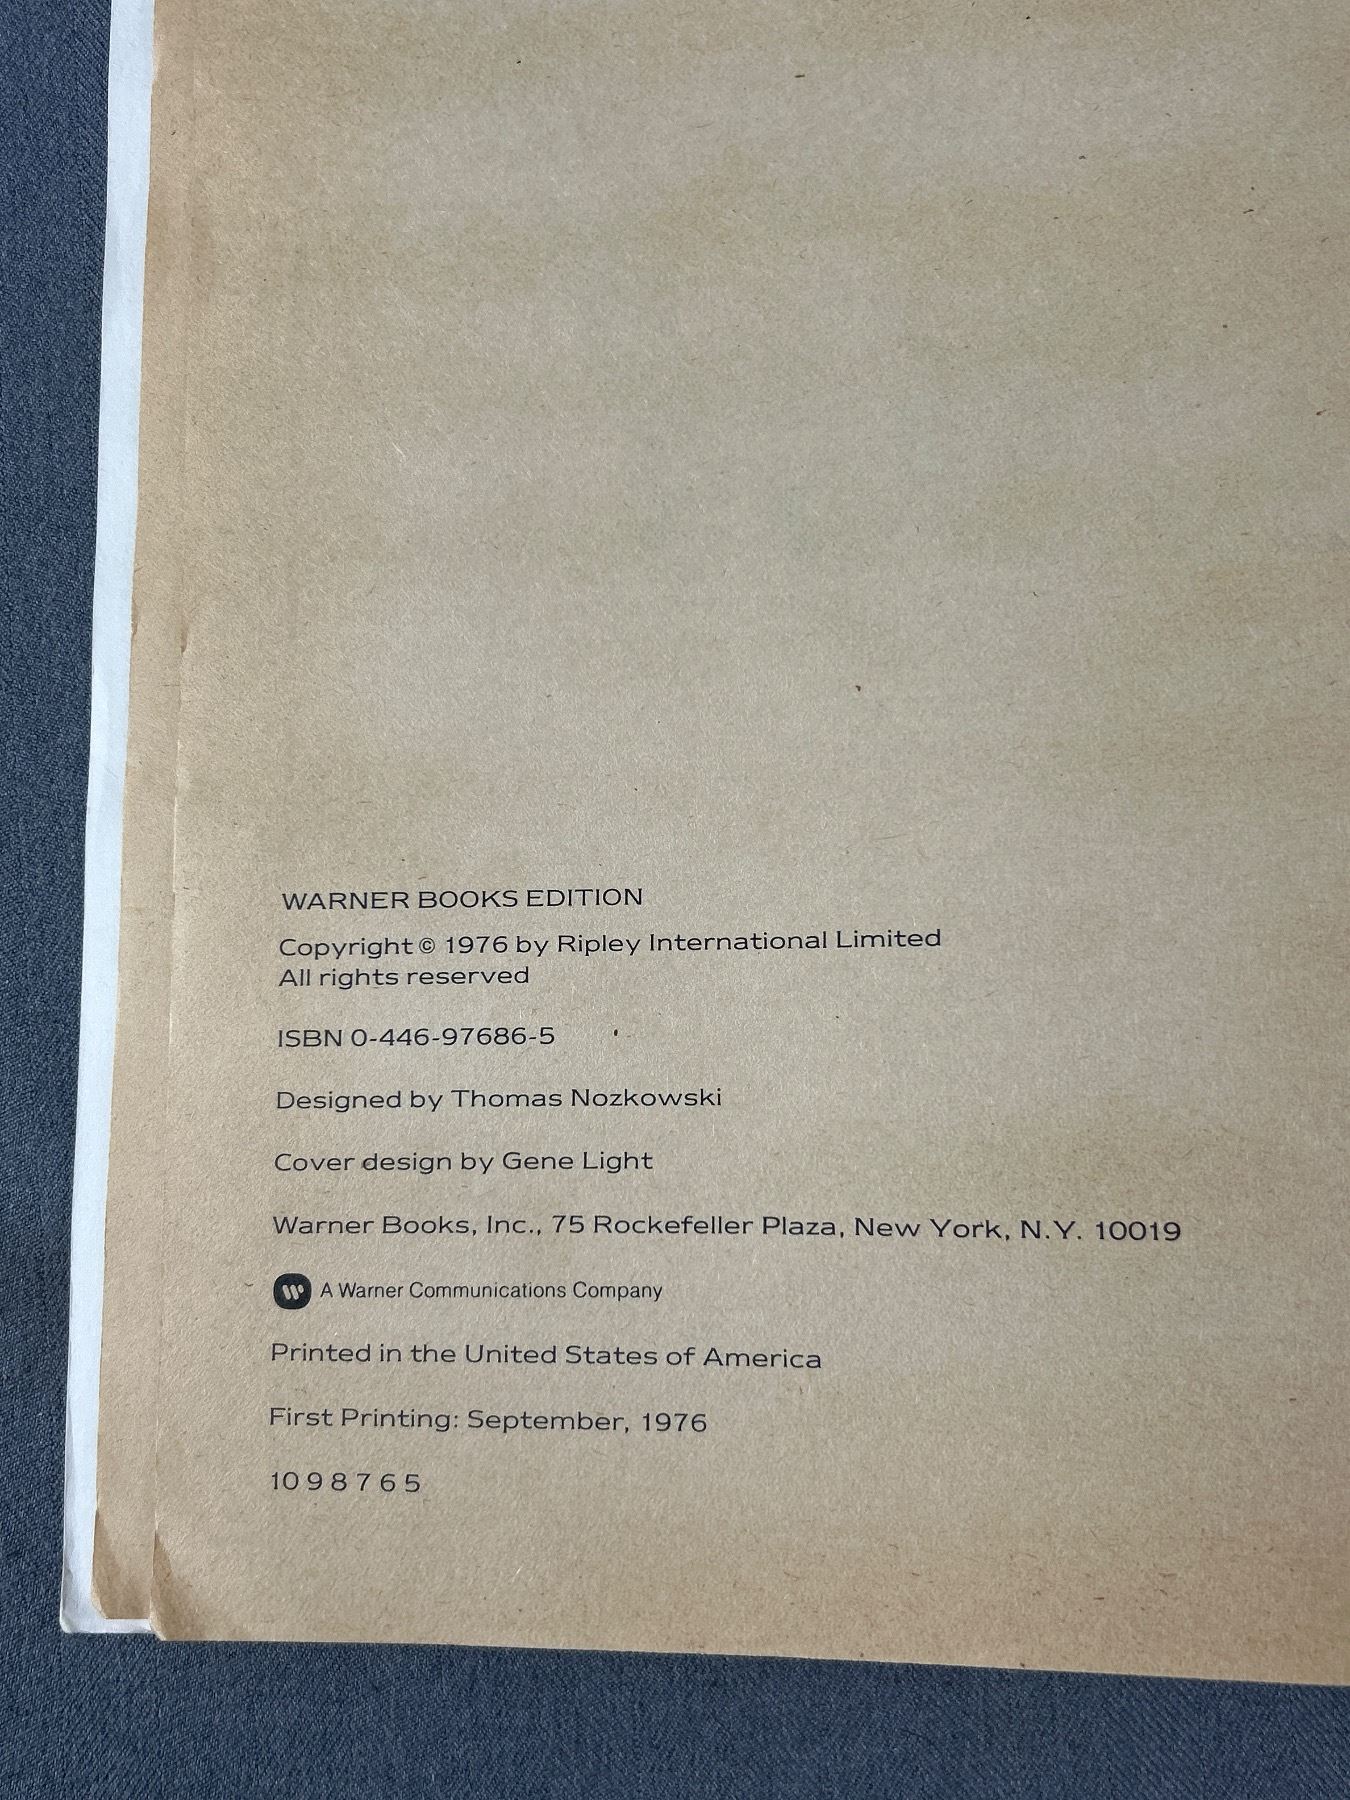 WARNER BOOKS EDITION
Copyright © 1976 by Ripley International Limited
All rights reserved
ISBN 0-446-97686-5
Designed by Thomas Nozkowski
Cover design by Gene Light
Warner Books, Inc., 75 Rockefeller Plaza, New York, N.Y. 10019
A Warner Communications Company
Printed in the United States of America
First Printing: September, 1976
10 9 8 7 6 5